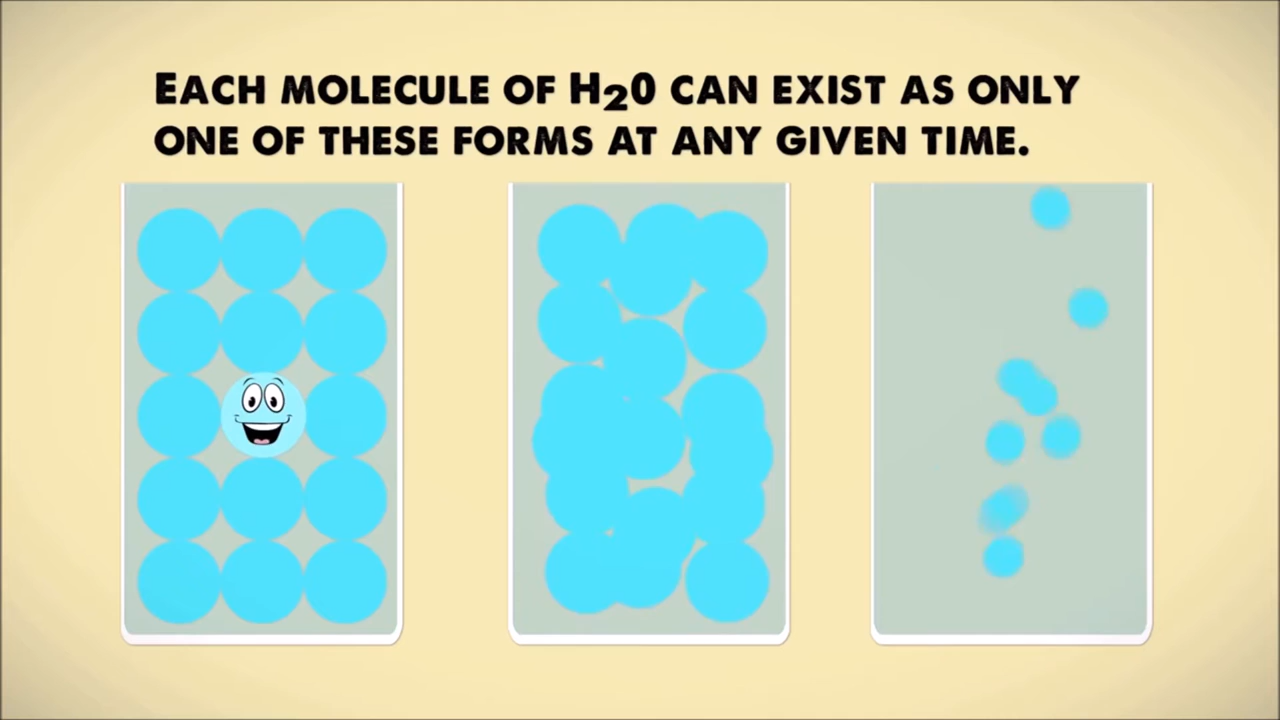 EACH MOLECULE OF H20 CAN EXIST AS ONLY
ONE OF THESE FORMS AT ANY GIVEN TIME.